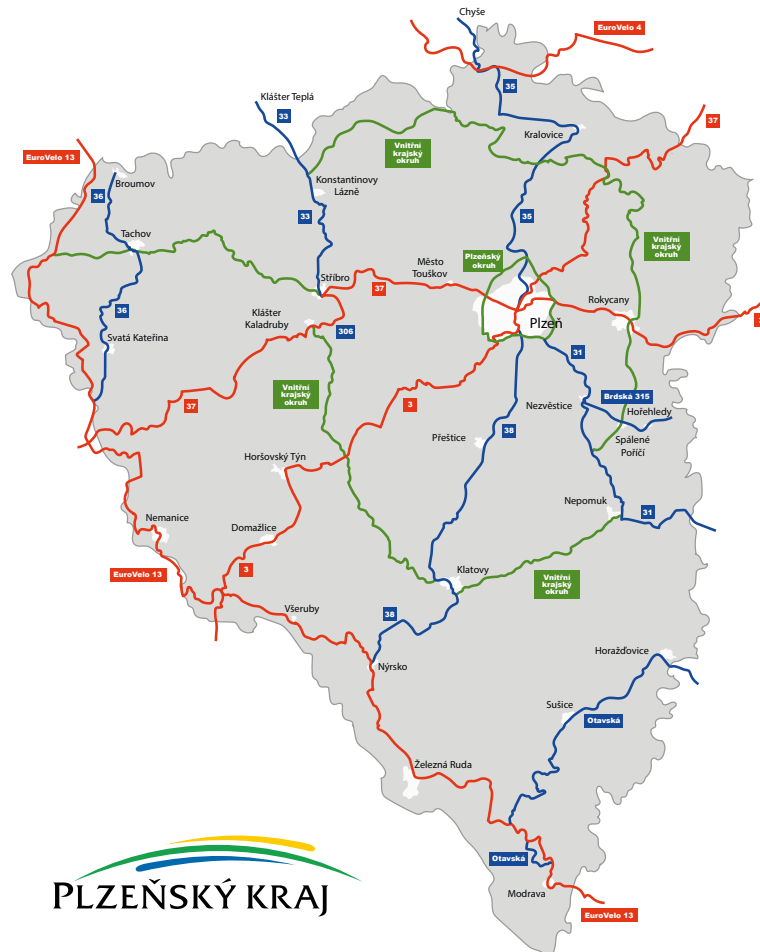 Chyše
EuroVelo 4
35
Klášter Teplá
33
37
Kralovice
Vnitřní
krajský
okruh
EuroVelo 13
Broumov
36
Konstantinovy
Lázně
33
35
Tachov
Vnitřní
krajský
okruh
Plzeňský
okruh
Město
Touškov
Stříbro
37
Rokycany
36
Klášter
Kaladruby
306
Plzeň
Svatá Kateřina
31
Vnitřní
krajský
okruh
Brdská 315
37
3
Nezvěstice
Hořehledy
38
Přeštice
Spálené
Poříčí
Horšovský Týn
Nepomuk
31
Nemanice
Domažlice
EuroVelo 13
3
Klatovy
Vnitřní
krajský
okruh
Všeruby
38
Horažďovice
Nýrsko
Sušice
Otavská
Železná Ruda
Otavská
Modrava
EuroVelo 13
PLZEŇSKÝ KRAJ